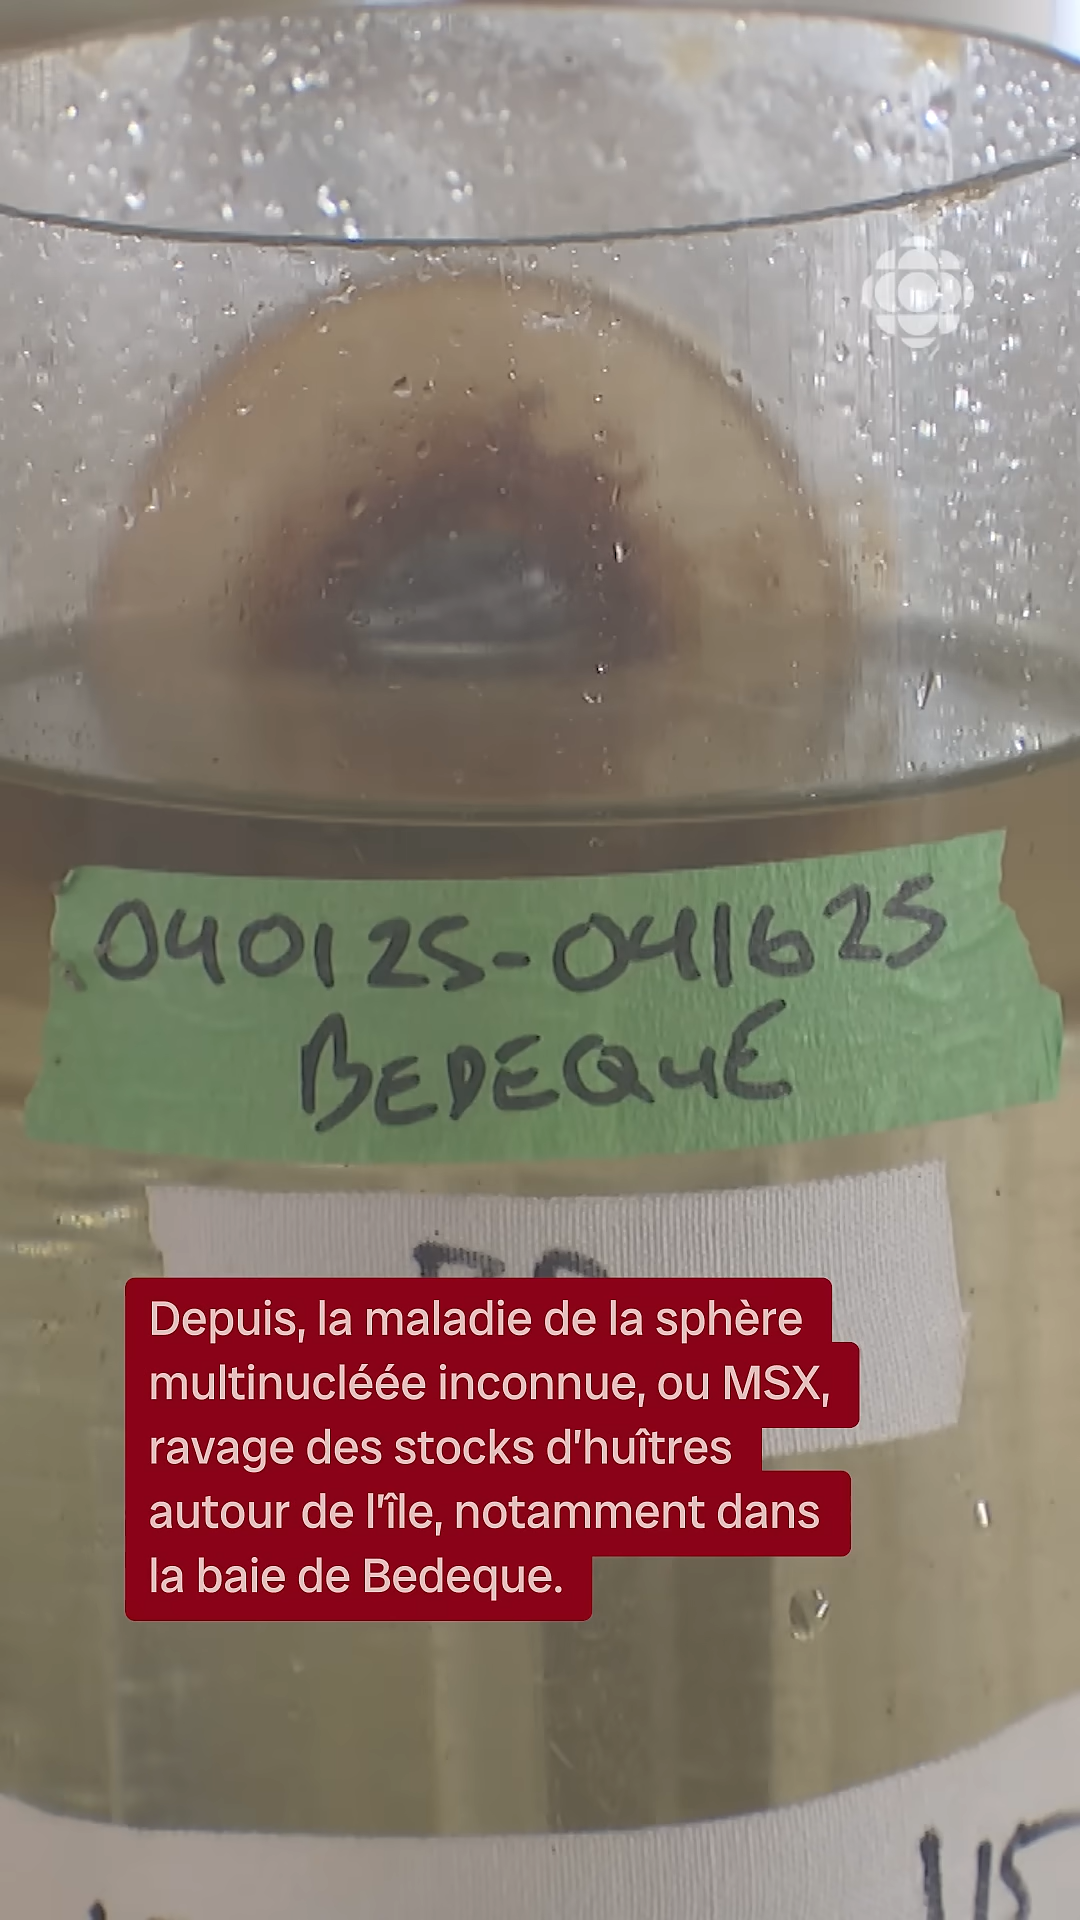 040125-041625
BEDEQUE
Depuis, la maladie de la sphère
multinucléée inconnue, ou MSX,
ravage des stocks d'huîtres
autour de l'île, notamment dans
la baie de Bedeque.